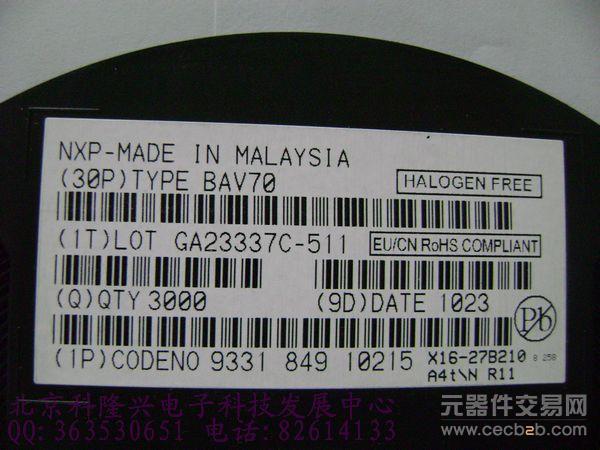 NXP-MADE IN MALAYSIA
(30P)TYPE BAV70
HALOGEN FREE
(1T)LOT GA23337C-511
EU/CN RoHS COMPLIANT
(Q)QTY 3000
(9D)DATE 1023
Pb
(1P)CODENO 9331 849 10215
X16-27B210
8 258
A4t\N R11
北京科隆兴电子科技发展中心
QQ:363530651 电话:82614133
元器件交易网
www.cecb2b.com